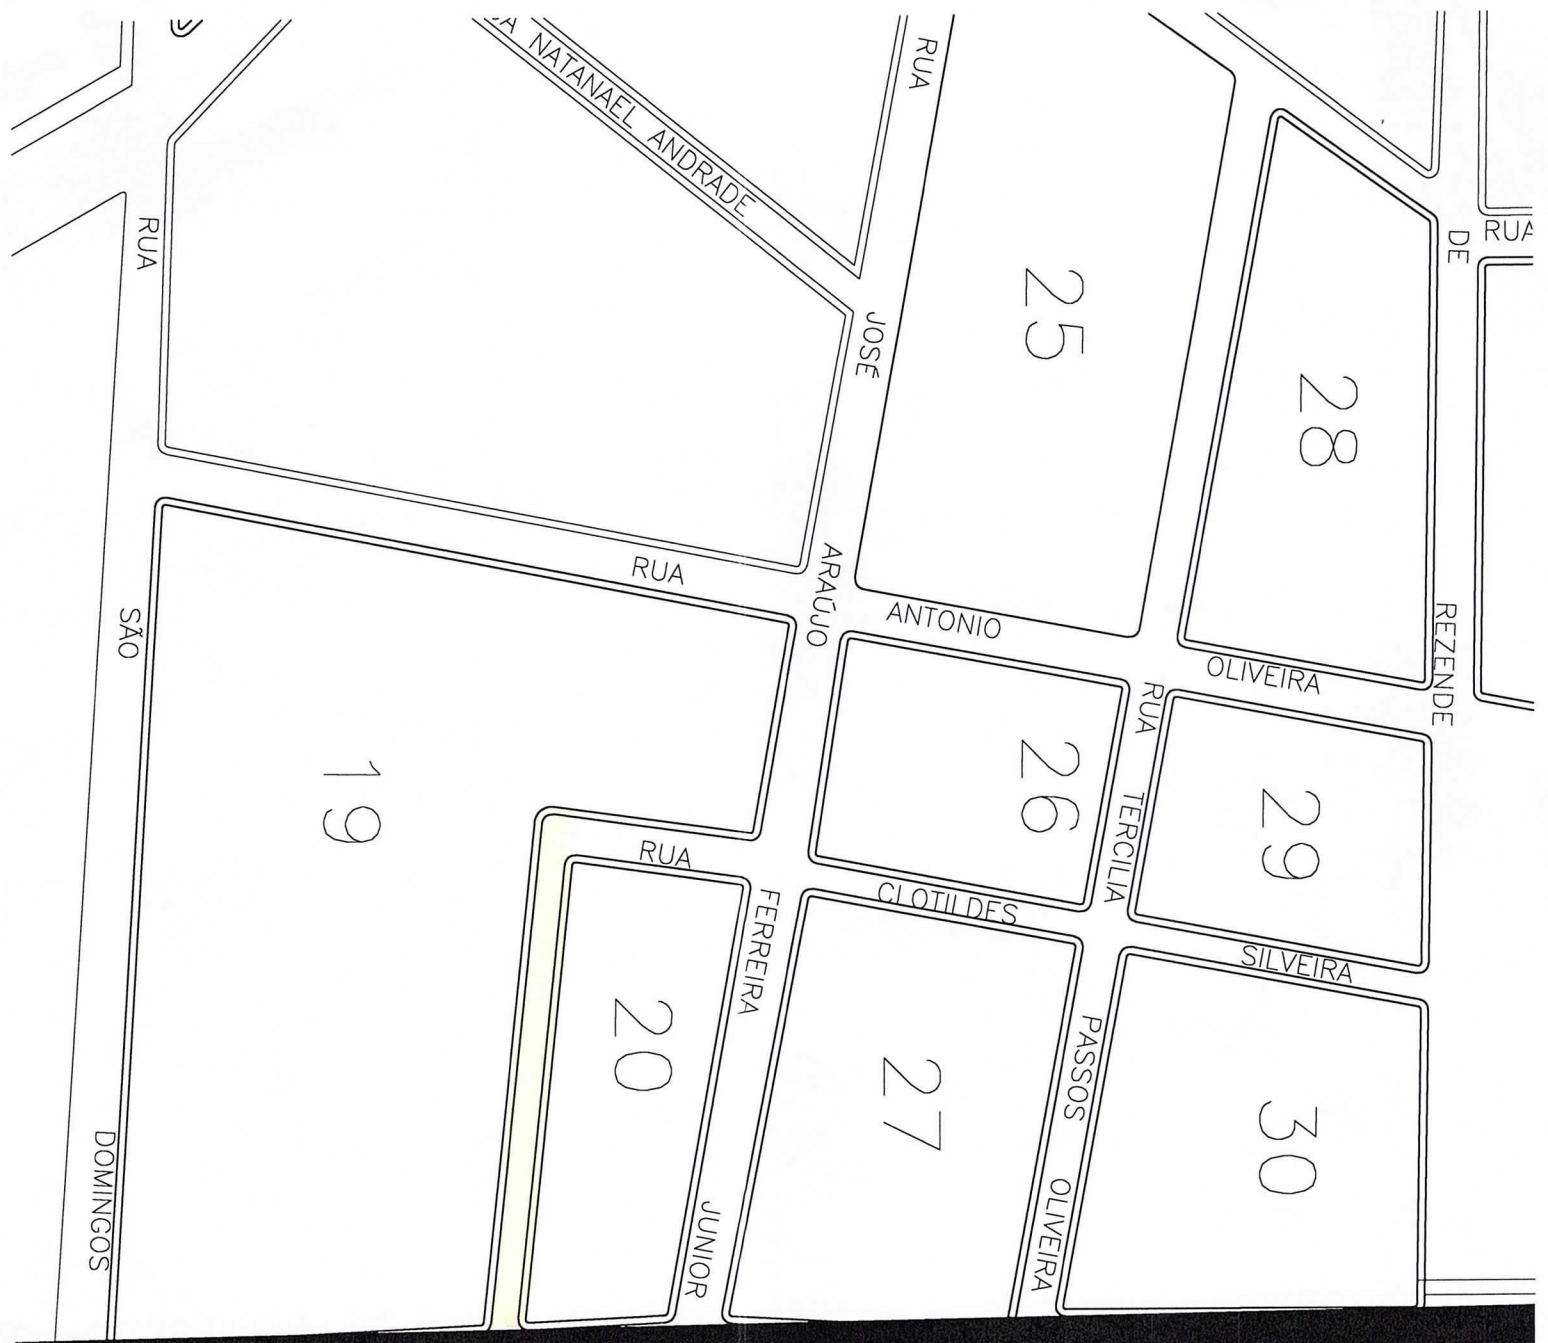 NATANAEL ANDRADE
RUA JOSÉ ARAÚJO FERREIRA JUNIOR
RUA SÃO DOMINGOS
RUA ANTONIO OLIVEIRA
RUA TERCILIA PASSOS OLIVEIRA
RUA CLOTILDES SILVEIRA
DE REZENDE
RUA
25
28
26
29
19
20
27
30